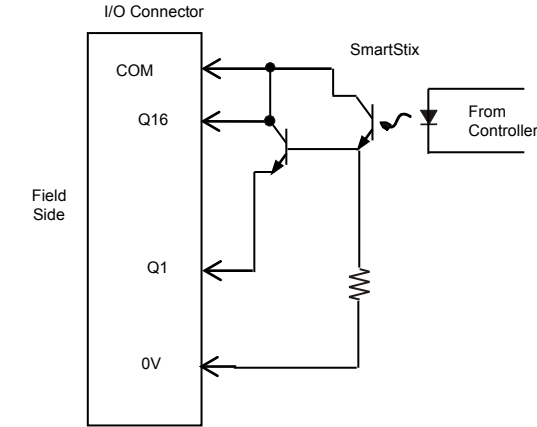 I/O Connector
SmartStix
COM
Q16
From
Controller
Field
Side
Q1
0V